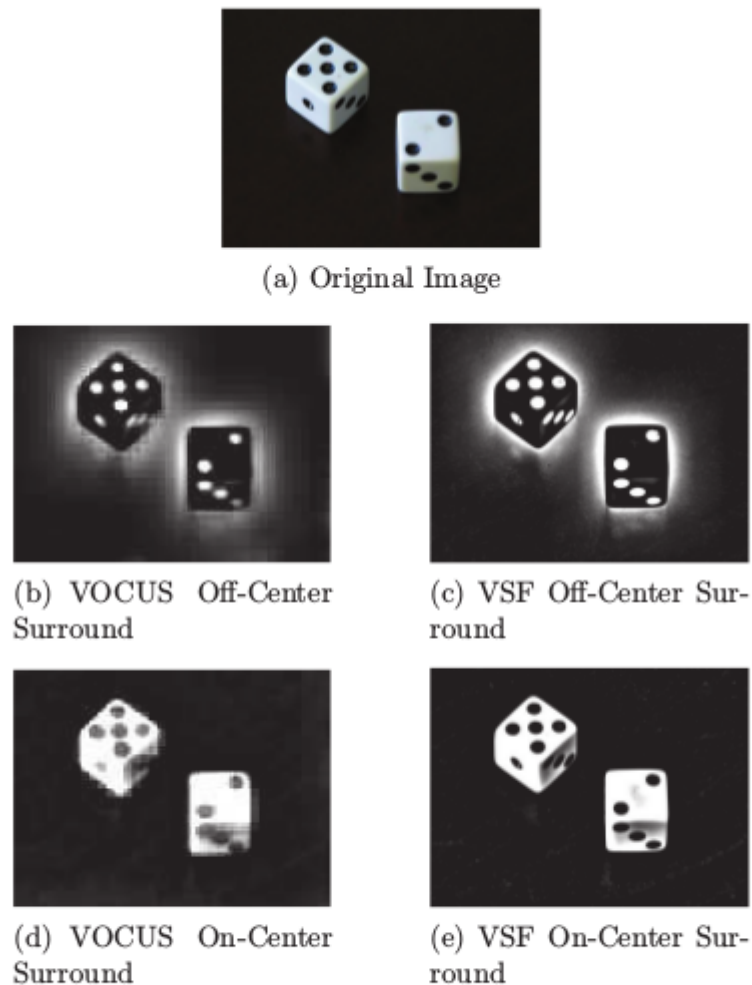 (a) Original Image
(b) VOCUS Off-Center
Surround
(c) VSF Off-Center Sur-
round
(d) VOCUS On-Center
Surround
(e) VSF On-Center Sur-
round